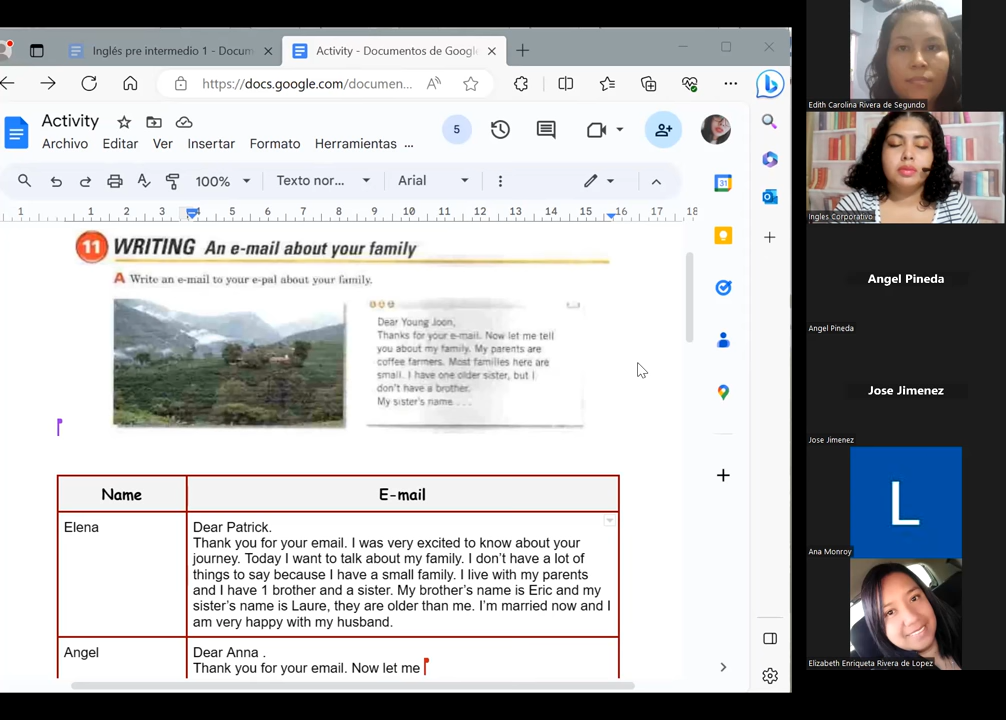 Inglés pre intermedio 1 - Docum
Activity - Documentos de Google
https://docs.google.com/documen...
Activity
Archivo Editar Ver Insertar Formato Herramientas ...
5
100% Texto nor... Arial
1 1 2 3 4 5 6 7 8 9 10 11 12 13 14 15 16 17 18
11 WRITING An e-mail about your family
A Write an e-mail to your e-pal about your family.
Dear Young Joon,
Thanks for your e-mail. Now let me tell
you about my family. My parents are
coffee farmers. Most families here are
small. I have one older sister, but I
don't have a brother.
My sister's name . . .
Name E-mail
Elena
Dear Patrick.
Thank you for your email. I was very excited to know about your
journey. Today I want to talk about my family. I don't have a lot of
things to say because I have a small family. I live with my parents
and I have 1 brother and a sister. My brother's name is Eric and my
sister's name is Laure, they are older than me. I'm married now and I
am very happy with my husband.
Angel
Dear Anna .
Thank you for your email. Now let me
31
Edith Carolina Rivera de Segundo
Ingles Corporativo
Angel Pineda
Angel Pineda
Jose Jimenez
Jose Jimenez
L
Ana Monroy
Elizabeth Enriqueta Rivera de Lopez